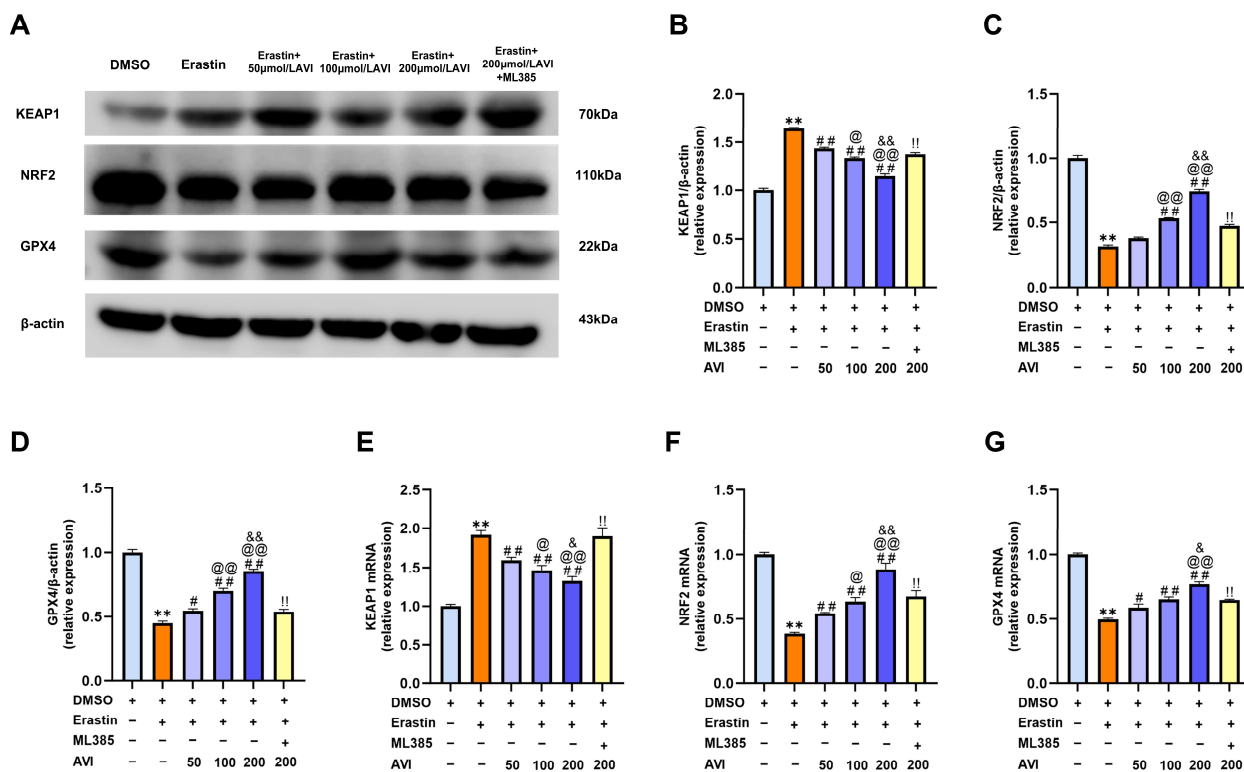 A
DMSO
Erastin
Erastin+
50μmol/LAVI
Erastin+
100μmol/LAVI
Erastin+
200μmol/LAVI
Erastin+
200μmol/LAVI
+ML385
KEAP1
70kDa
NRF2
110kDa
GPX4
22kDa
β-actin
43kDa
B
KEAP1/β-actin
(relative expression)
2.0
1.5
1.0
0.5
0.0
**
##
@
##
&&
@@
##
!!
DMSO + + + + + +
Erastin – + + + + +
ML385 – – – – – +
AVI – – 50 100 200 200
C
NRF2/β-actin
(relative expression)
1.5
1.0
0.5
0.0
**
@@
##
&&
@@
##
!!
DMSO + + + + + +
Erastin – + + + + +
ML385 – – – – – +
AVI – – 50 100 200 200
D
GPX4/β-actin
(relative expression)
1.5
1.0
0.5
0.0
**
#
@@
##
&&
@@
##
!!
DMSO + + + + + +
Erastin – + + + + +
ML385 – – – – – +
AVI – – 50 100 200 200
E
KEAP1 mRNA
(relative expression)
2.5
2.0
1.5
1.0
0.5
0.0
**
##
@
##
&
@@
##
!!
DMSO + + + + + +
Erastin – + + + + +
ML385 – – – – – +
AVI – – 50 100 200 200
F
NRF2 mRNA
(relative expression)
1.5
1.0
0.5
0.0
**
##
@
##
&&
@@
##
!!
DMSO + + + + + +
Erastin – + + + + +
ML385 – – – – – +
AVI – – 50 100 200 200
G
GPX4 mRNA
(relative expression)
1.5
1.0
0.5
0.0
**
#
##
&
@@
##
!!
DMSO + + + + + +
Erastin – + + + + +
ML385 – – – – – +
AVI – – 50 100 200 200